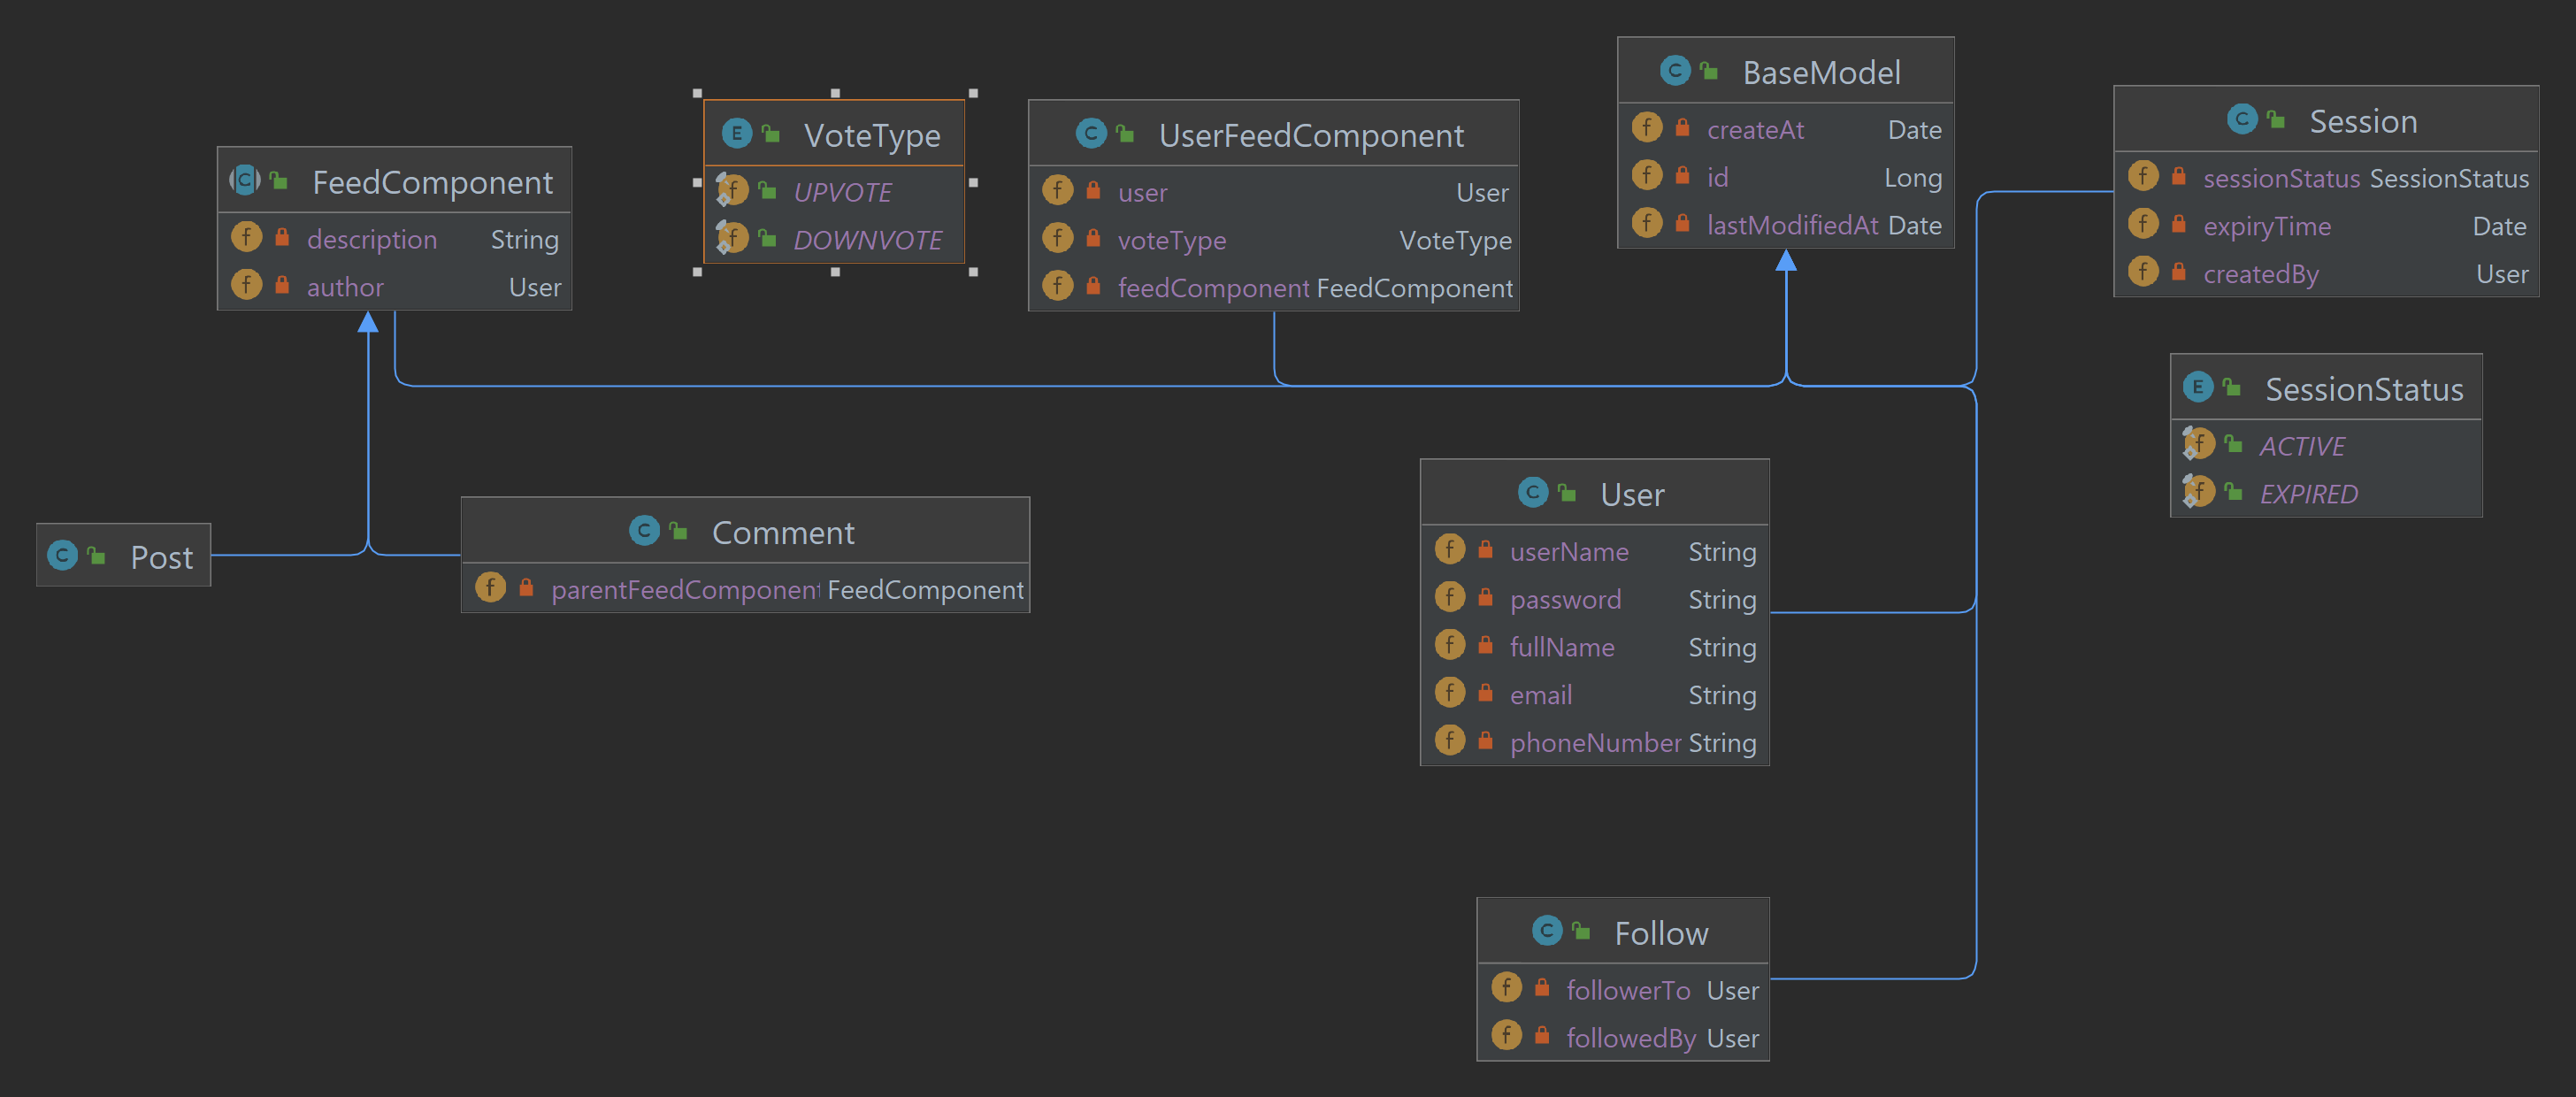 FeedComponent
description String
author User
VoteType
UPVOTE
DOWNVOTE
UserFeedComponent
user User
voteType VoteType
feedComponent FeedComponent
BaseModel
createAt Date
id Long
lastModifiedAt Date
Session
sessionStatus SessionStatus
expiryTime Date
createdBy User
SessionStatus
ACTIVE
EXPIRED
Post
Comment
parentFeedComponent FeedComponent
User
userName String
password String
fullName String
email String
phoneNumber String
Follow
followerTo User
followedBy User